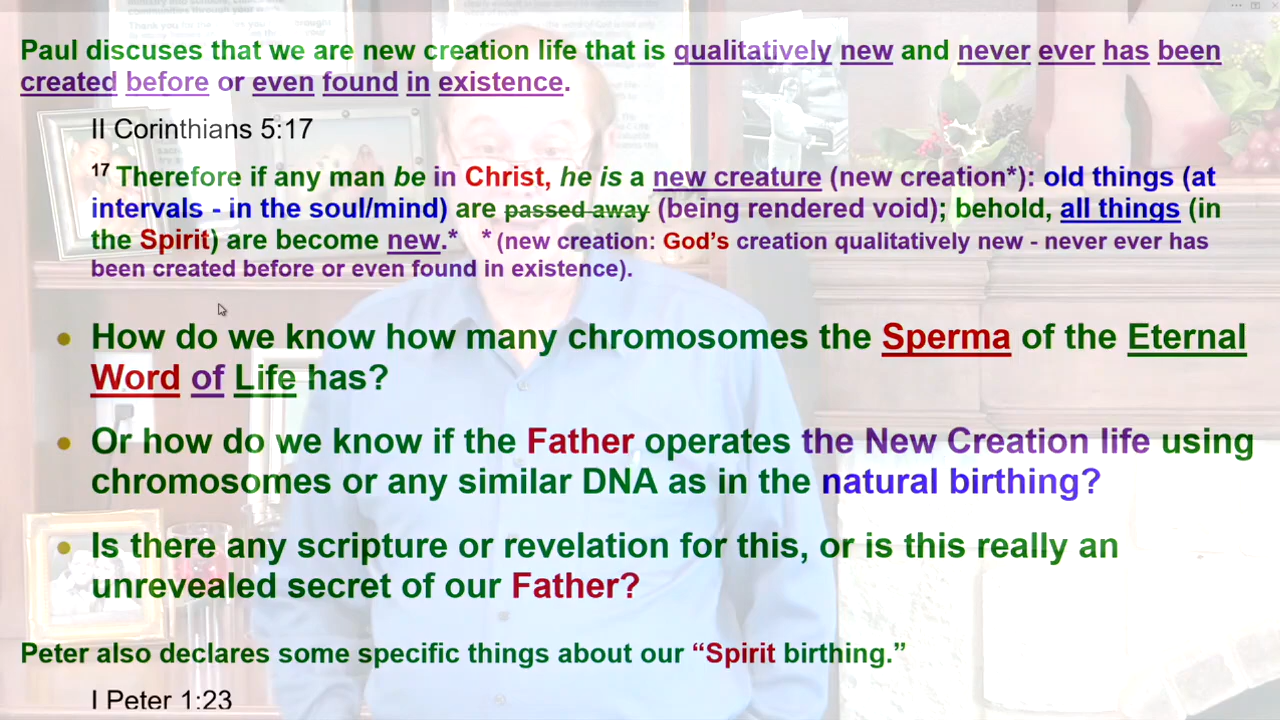 Paul discusses that we are new creation life that is qualitatively new and never ever has been
created before or even found in existence.
II Corinthians 5:17
17 Therefore if any man be in Christ, he is a new creature (new creation*): old things (at
intervals - in the soul/mind) are passed away (being rendered void); behold, all things (in
the Spirit) are become new.* *(new creation: God's creation qualitatively new - never ever has
been created before or even found in existence).
• How do we know how many chromosomes the Sperma of the Eternal
Word of Life has?
• Or how do we know if the Father operates the New Creation life using
chromosomes or any similar DNA as in the natural birthing?
• Is there any scripture or revelation for this, or is this really an
unrevealed secret of our Father?
Peter also declares some specific things about our “Spirit birthing.”
I Peter 1:23